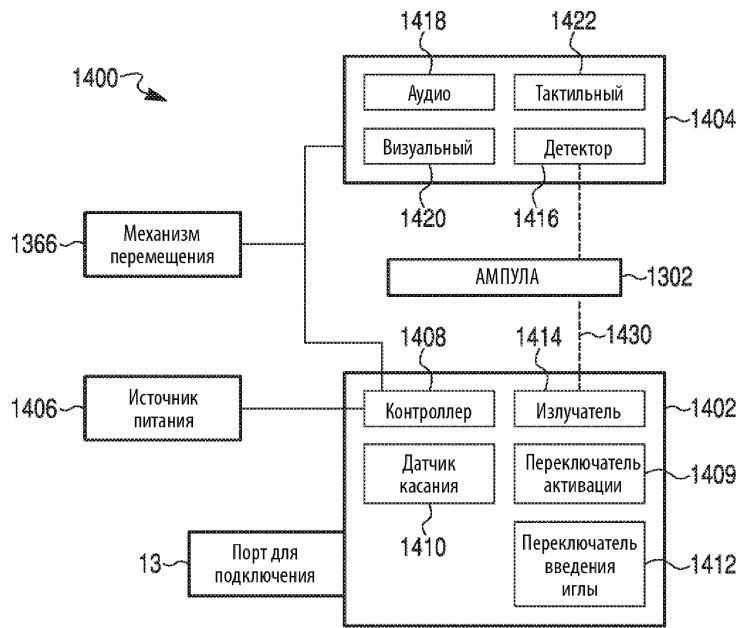 1418
1422
1400
Аудио
Тактильный
1404
Визуальный
Детектор
1420
1416
1366
Механизм
перемещения
АМПУЛА
1302
1408
1414
1430
1406
Источник
питания
Контроллер
Излучатель
1402
Датчик
касания
Переключатель
активации
1409
1410
13
Порт для
подключения
Переключатель
введения
иглы
1412